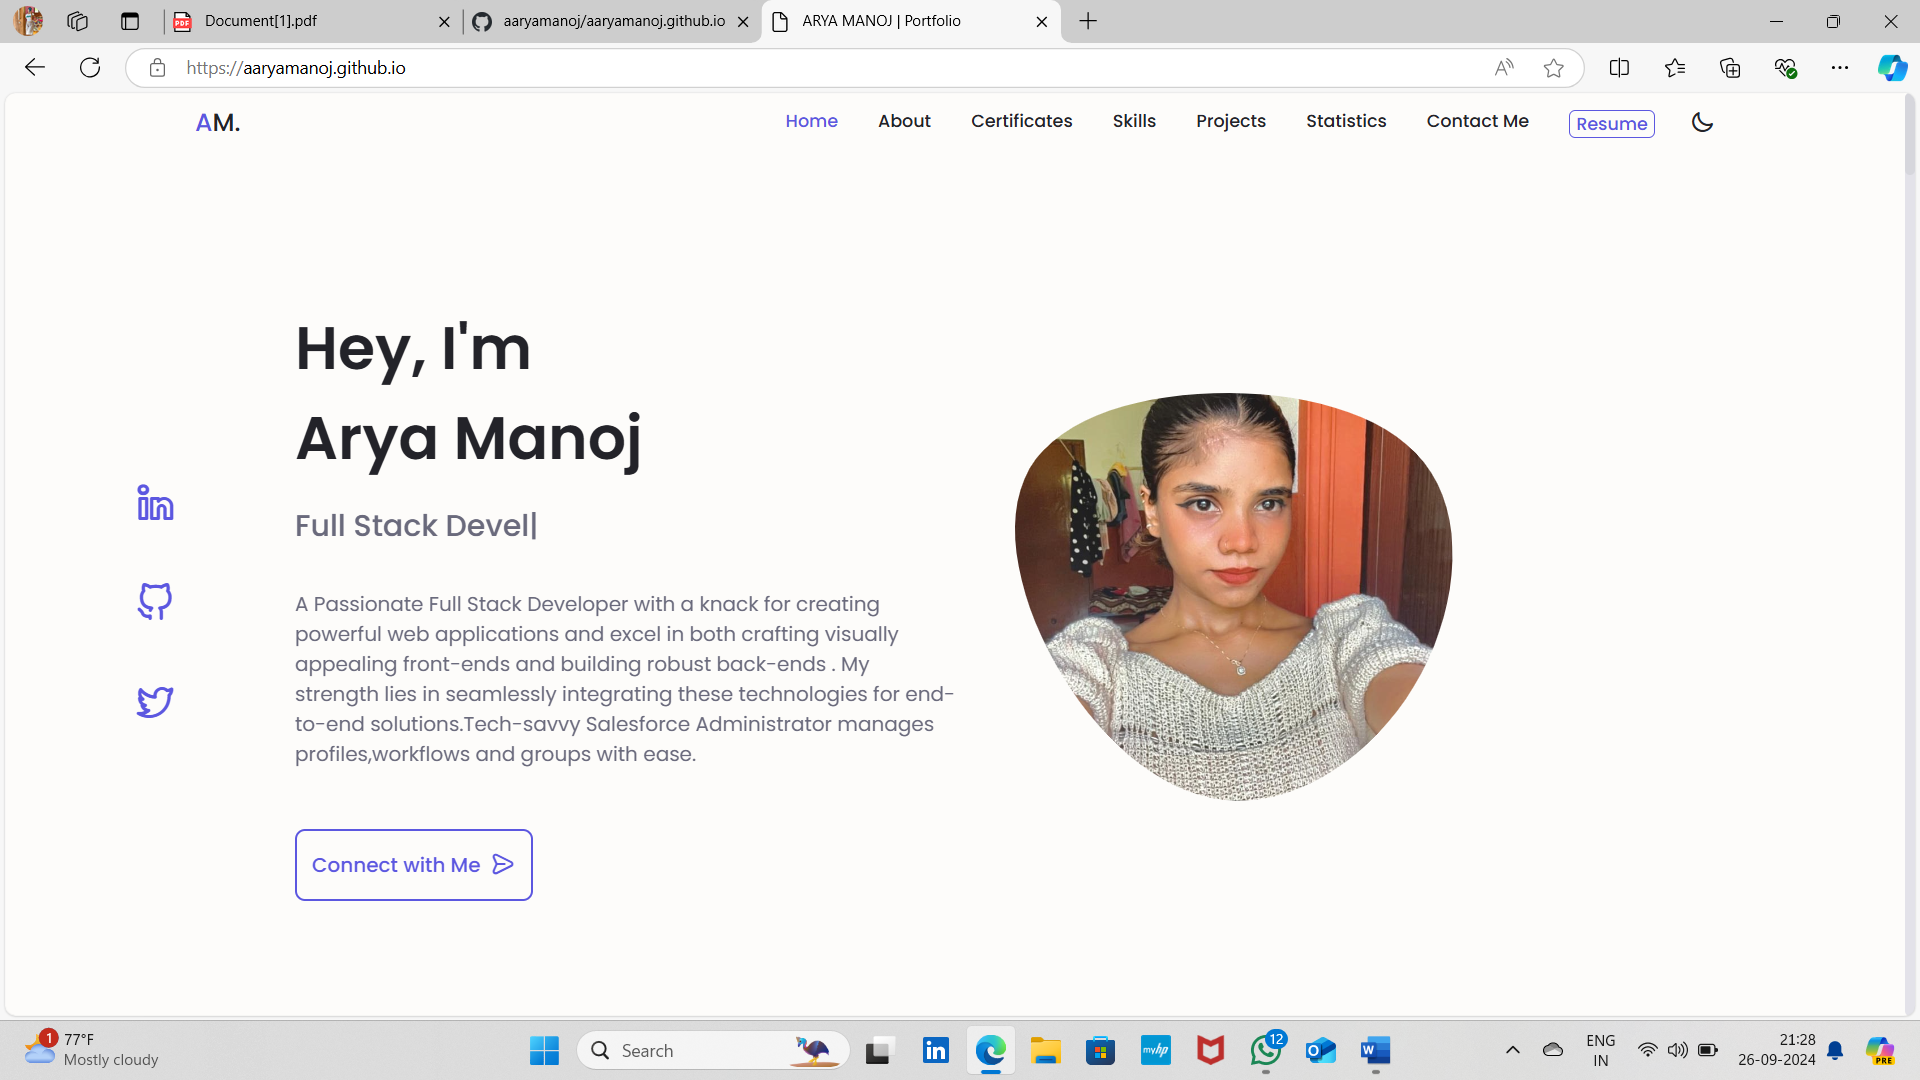 Document[1].pdf
aaryamanoj/aaryamanoj.github.io
ARYA MANOJ | Portfolio
https://aaryamanoj.github.io
AM.
Home
About
Certificates
Skills
Projects
Statistics
Contact Me
Resume
Hey, I'm
Arya Manoj
Full Stack Devel|
A Passionate Full Stack Developer with a knack for creating
powerful web applications and excel in both crafting visually
appealing front-ends and building robust back-ends . My
strength lies in seamlessly integrating these technologies for end-
to-end solutions.Tech-savvy Salesforce Administrator manages
profiles,workflows and groups with ease.
Connect with Me
1
77°F
Mostly cloudy
Search
myhp
12
ENG
IN
21:28
26-09-2024
PRE